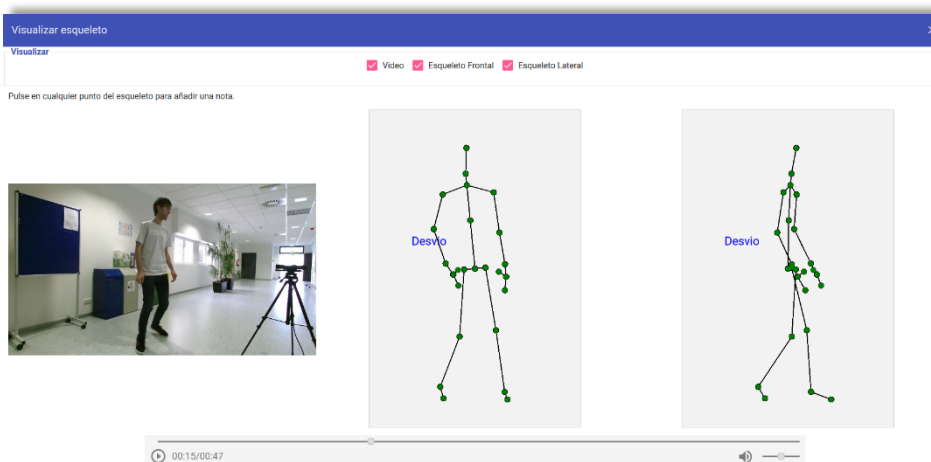 Visualizar esqueleto
Visualizar
Video Esqueleto Frontal Esqueleto Lateral
Pulse en cualquier punto del esqueleto para añadir una nota.
Desvio
Desvio
00:15/00:47